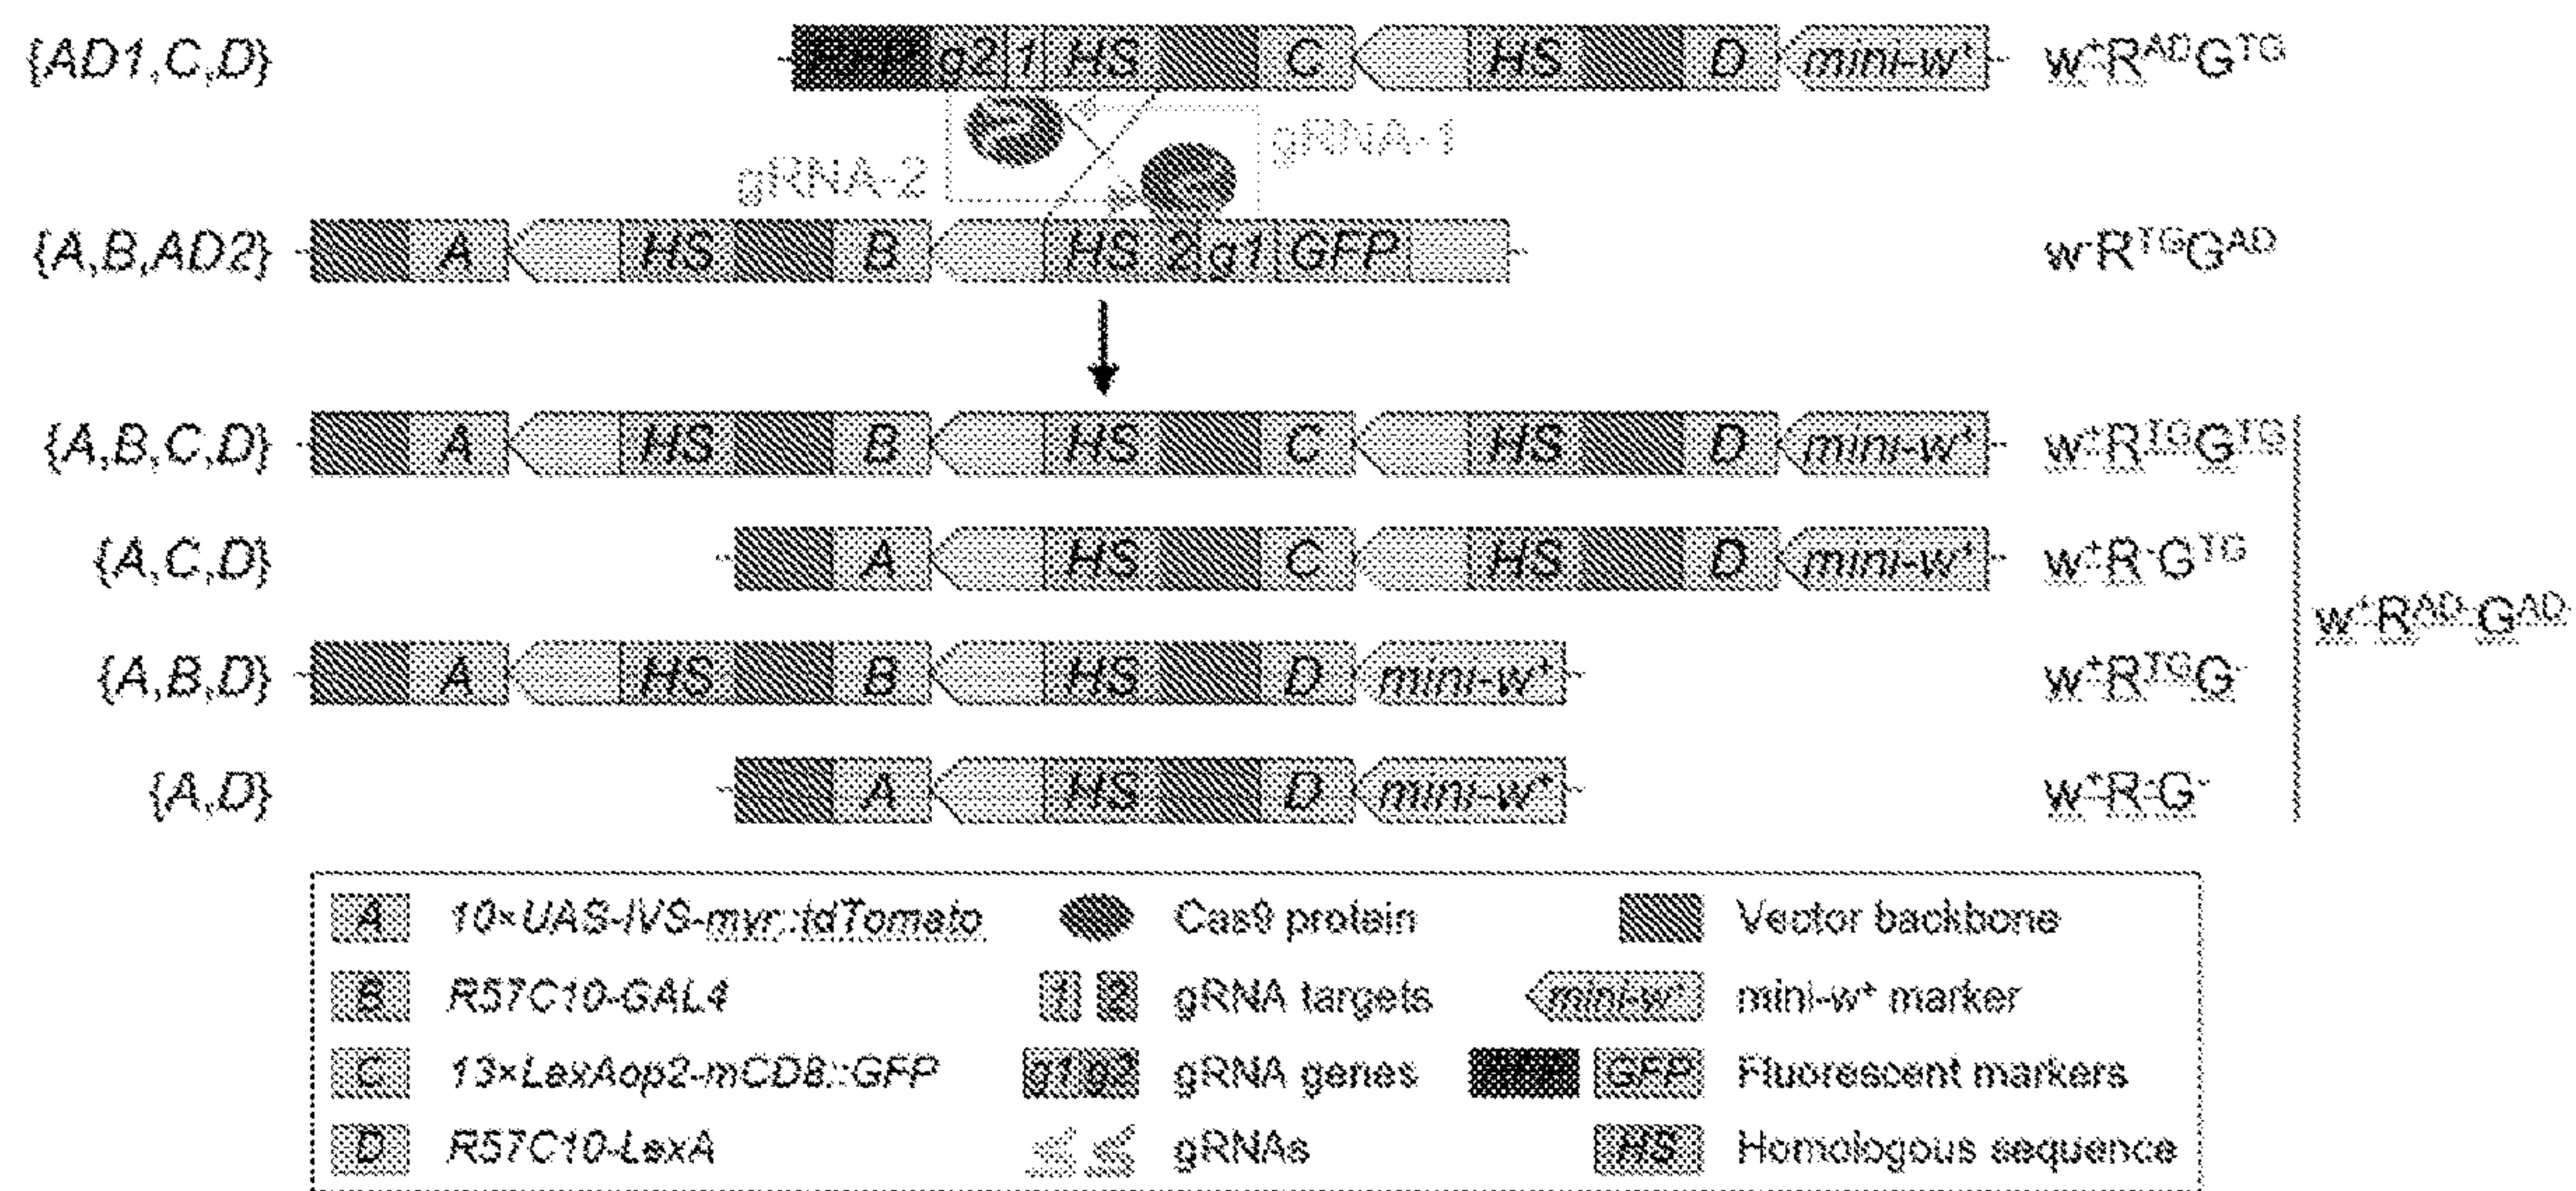 {AD1,C,D} g2 1 HS C HS D mini-w⁺ w⁺RᴬᴰGᵀᴳ
gRNA-2 gRNA-1
{A,B,AD2} A HS B HS 2 g1 GFP w⁻RᵀᴳGᴬᴰ
{A,B,C,D} A HS B HS C HS D mini-w⁺ w⁺RᵀᴳGᵀᴳ
{A,C,D} A HS C HS D mini-w⁺ w⁺R⁻Gᵀᴳ
w⁺RᴬᴰGᴬᴰ
{A,B,D} A HS B HS D mini-w⁺ w⁺RᵀᴳG⁻
{A,D} A HS D mini-w⁺ w⁺R⁻G⁻
A 10×UAS-IVS-myr::tdTomato Cas9 protein Vector backbone
B R57C10-GAL4 1 2 gRNA targets mini-w⁺ mini-w⁺ marker
C 13×LexAop2-mCD8::GFP g1 g2 gRNA genes GFP Fluorescent markers
D R57C10-LexA gRNAs HS Homologous sequence